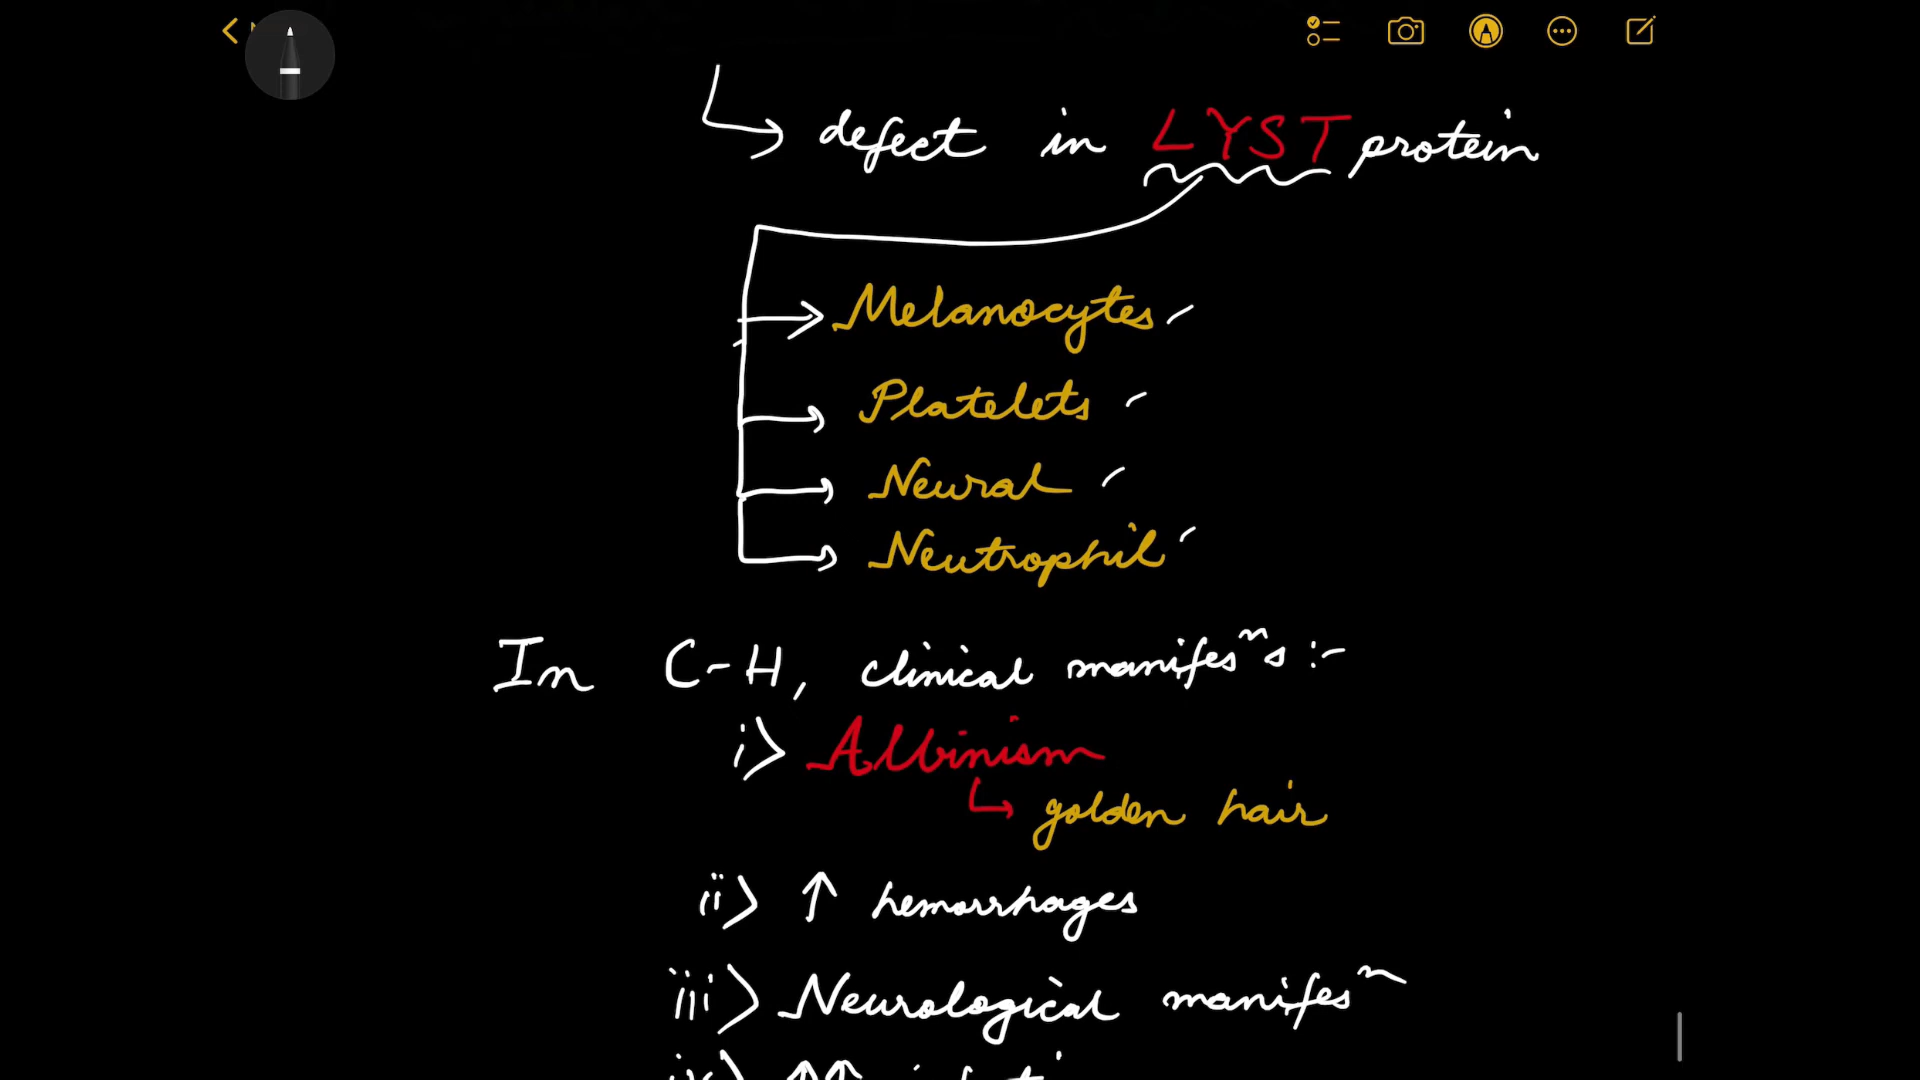 ↳ defect in LYST protein
→ Melanocytes
→ Platelets
→ Neural
→ Neutrophil
In C-H, clinical manifesⁿs :-
i> Albinism
↳ golden hair
ii> ↑ hemorrhages
iii> Neurological manifesⁿ
↑↑